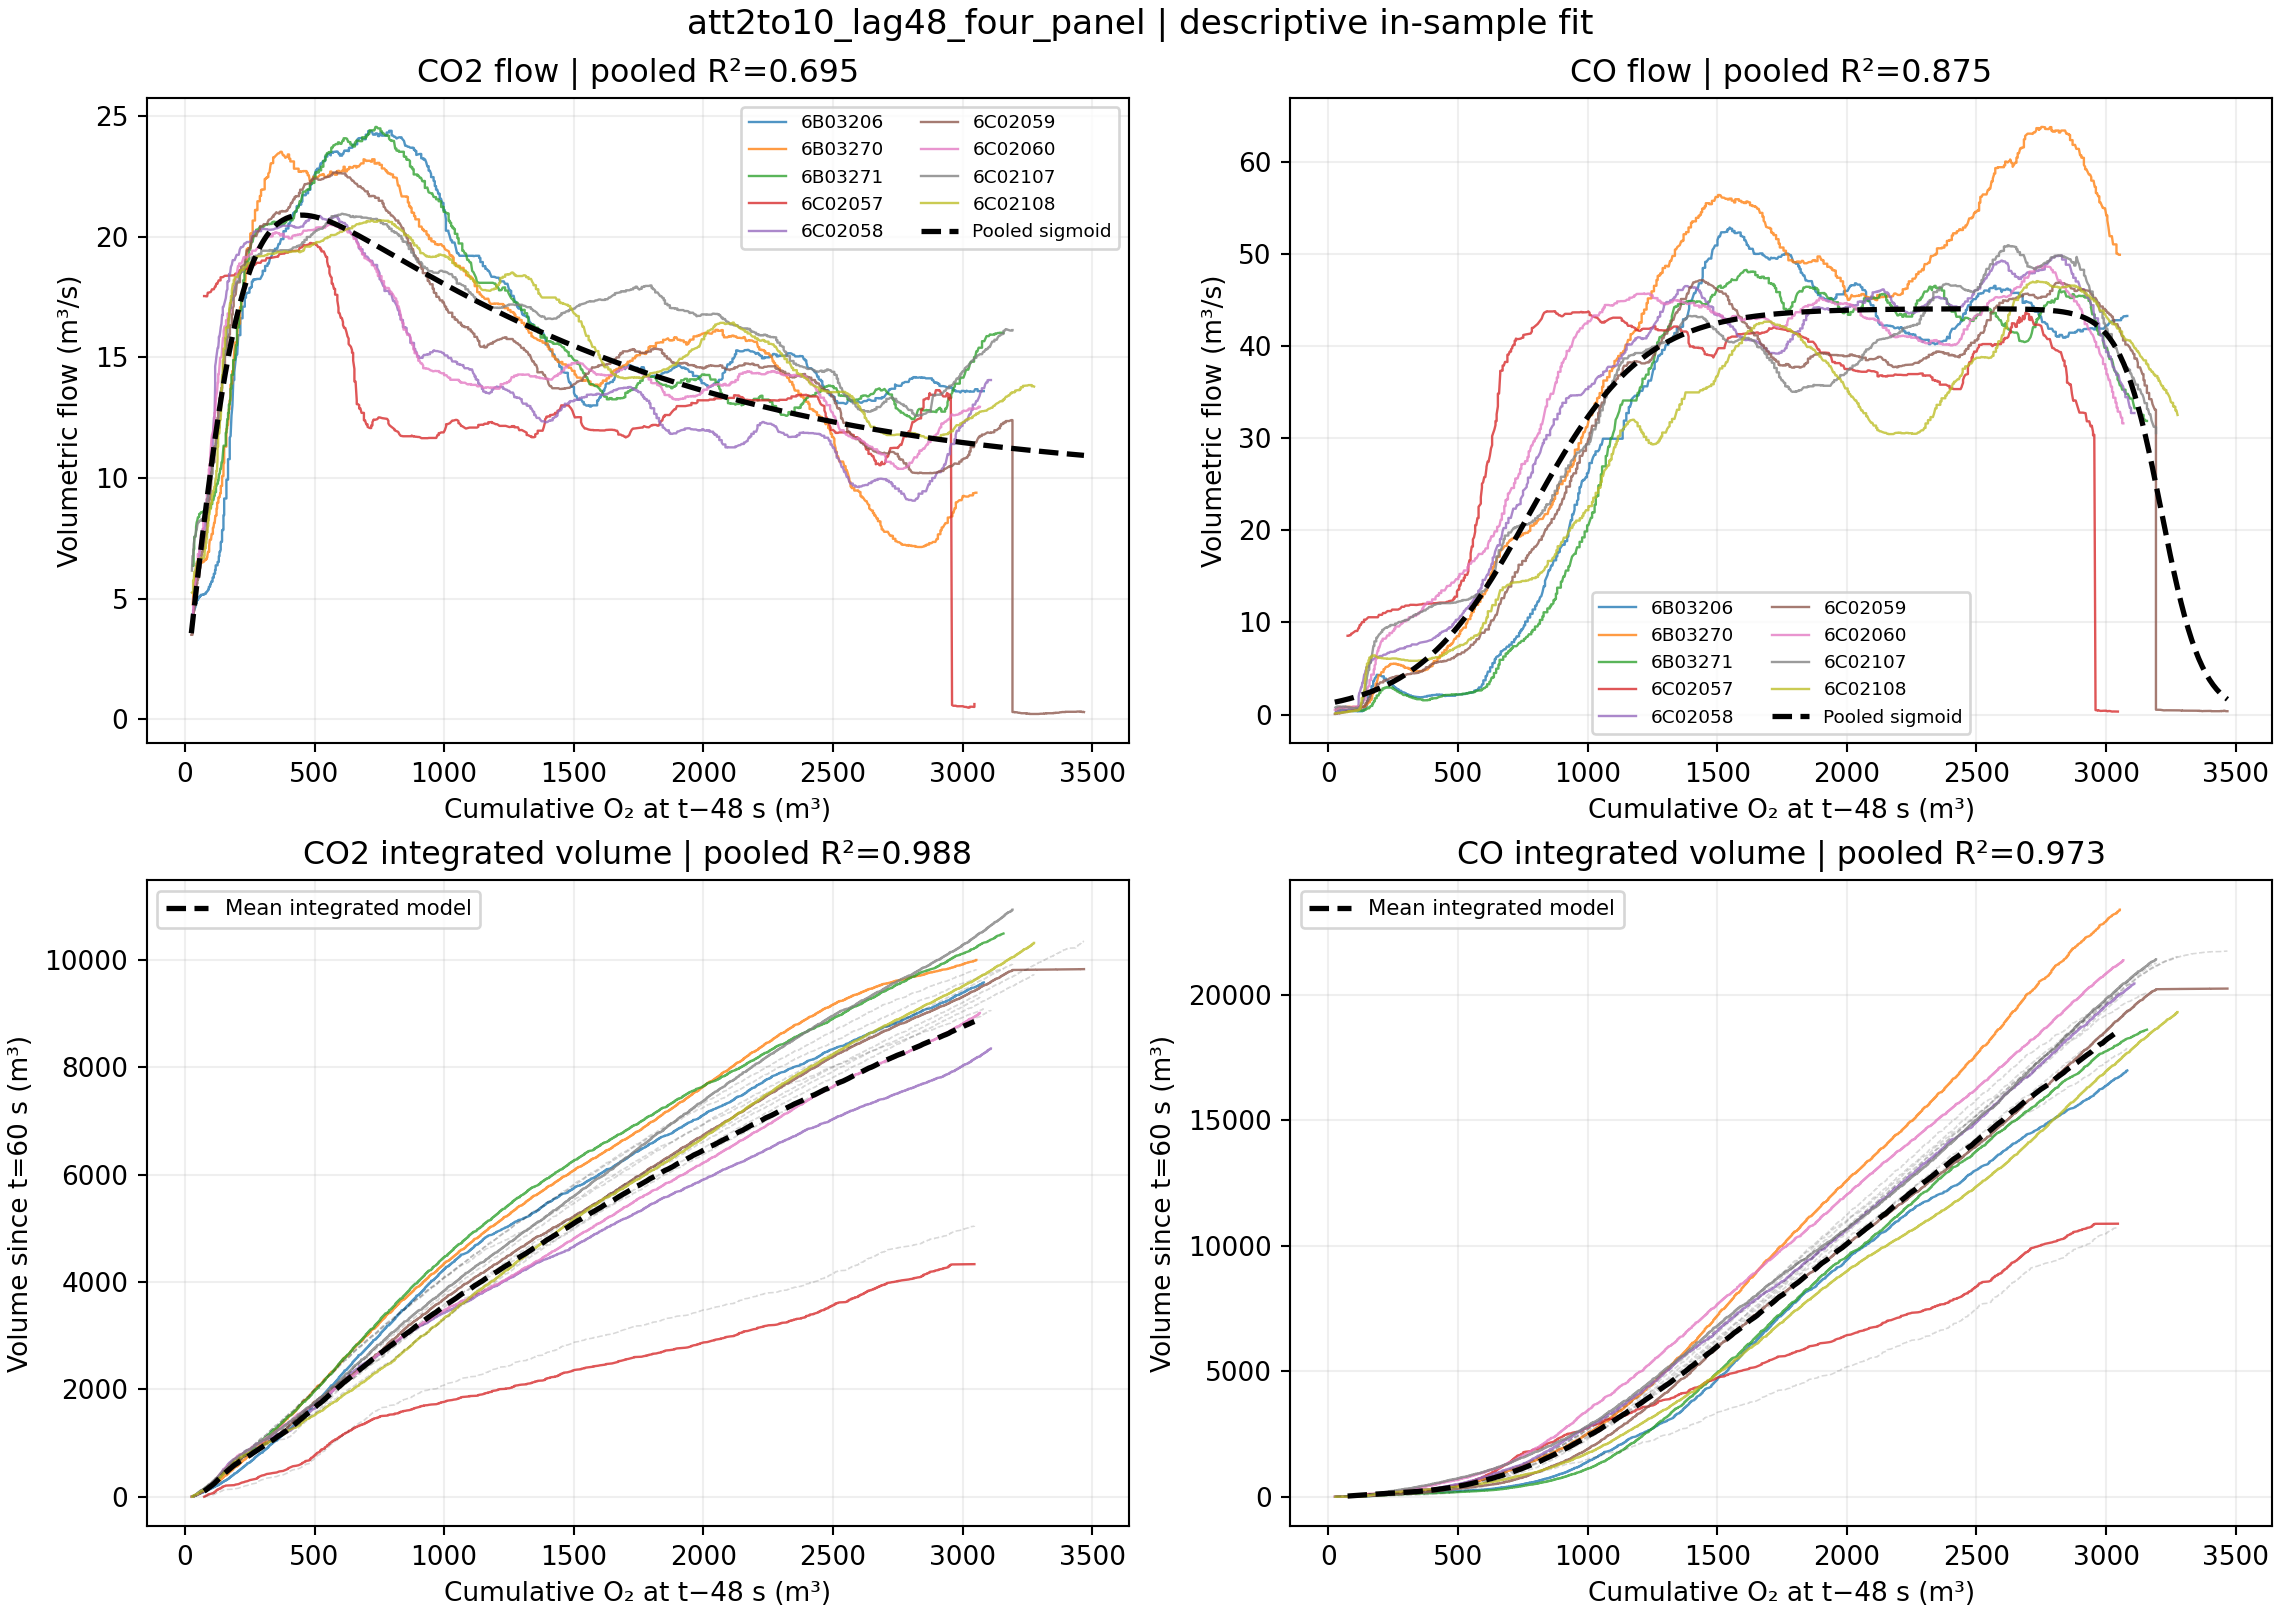 att2to10_lag48_four_panel | descriptive in-sample fit
CO2 flow | pooled R²=0.695
25
20
15
10
5
0
Volumetric flow (m³/s)
6B03206
6B03270
6B03271
6C02057
6C02058
6C02059
6C02060
6C02107
6C02108
Pooled sigmoid
0 500 1000 1500 2000 2500 3000 3500
Cumulative O₂ at t−48 s (m³)
CO flow | pooled R²=0.875
60
50
40
30
20
10
0
Volumetric flow (m³/s)
6B03206
6B03270
6B03271
6C02057
6C02058
6C02059
6C02060
6C02107
6C02108
Pooled sigmoid
0 500 1000 1500 2000 2500 3000 3500
Cumulative O₂ at t−48 s (m³)
CO2 integrated volume | pooled R²=0.988
10000
8000
6000
4000
2000
0
Volume since t=60 s (m³)
Mean integrated model
0 500 1000 1500 2000 2500 3000 3500
Cumulative O₂ at t−48 s (m³)
CO integrated volume | pooled R²=0.973
20000
15000
10000
5000
0
Volume since t=60 s (m³)
Mean integrated model
0 500 1000 1500 2000 2500 3000 3500
Cumulative O₂ at t−48 s (m³)